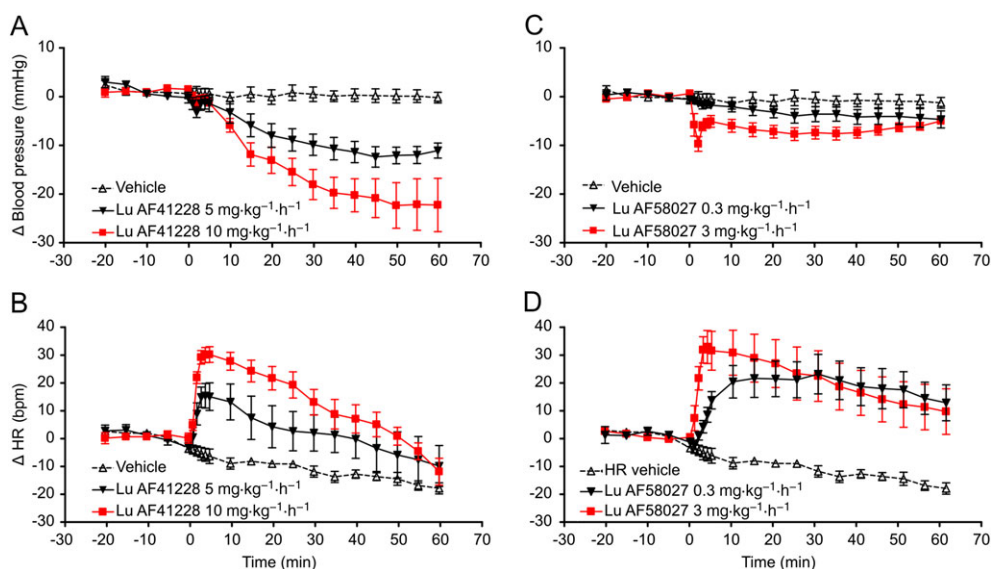 A
Δ Blood pressure (mmHg)
10
0
-10
-20
-30
Vehicle
Lu AF41228 5 mg·kg⁻¹·h⁻¹
Lu AF41228 10 mg·kg⁻¹·h⁻¹
-30 -20 -10 0 10 20 30 40 50 60 70
B
Δ HR (bpm)
40
30
20
10
0
-10
-20
-30
Vehicle
Lu AF41228 5 mg·kg⁻¹·h⁻¹
Lu AF41228 10 mg·kg⁻¹·h⁻¹
-30 -20 -10 0 10 20 30 40 50 60 70
Time (min)
C
10
0
-10
-20
-30
Vehicle
Lu AF58027 0.3 mg·kg⁻¹·h⁻¹
Lu AF58027 3 mg·kg⁻¹·h⁻¹
-30 -20 -10 0 10 20 30 40 50 60 70
D
40
30
20
10
0
-10
-20
-30
HR vehicle
Lu AF58027 0.3 mg·kg⁻¹·h⁻¹
Lu AF58027 3 mg·kg⁻¹·h⁻¹
-30 -20 -10 0 10 20 30 40 50 60 70
Time (min)